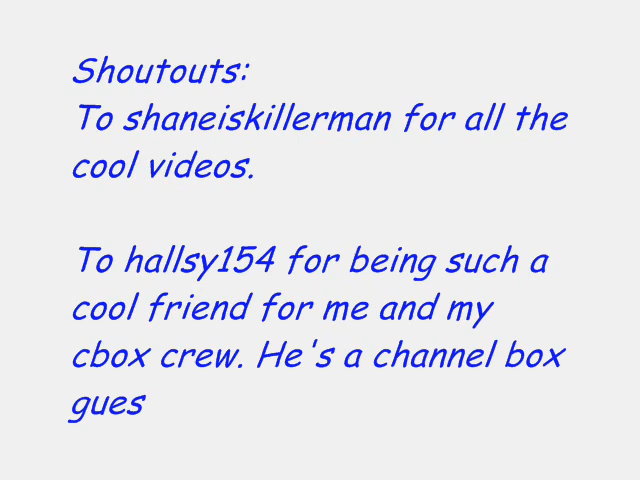 Shoutouts:
To shaneiskillerman for all the
cool videos.
To hallsy154 for being such a
cool friend for me and my
cbox crew. He's a channel box
gues